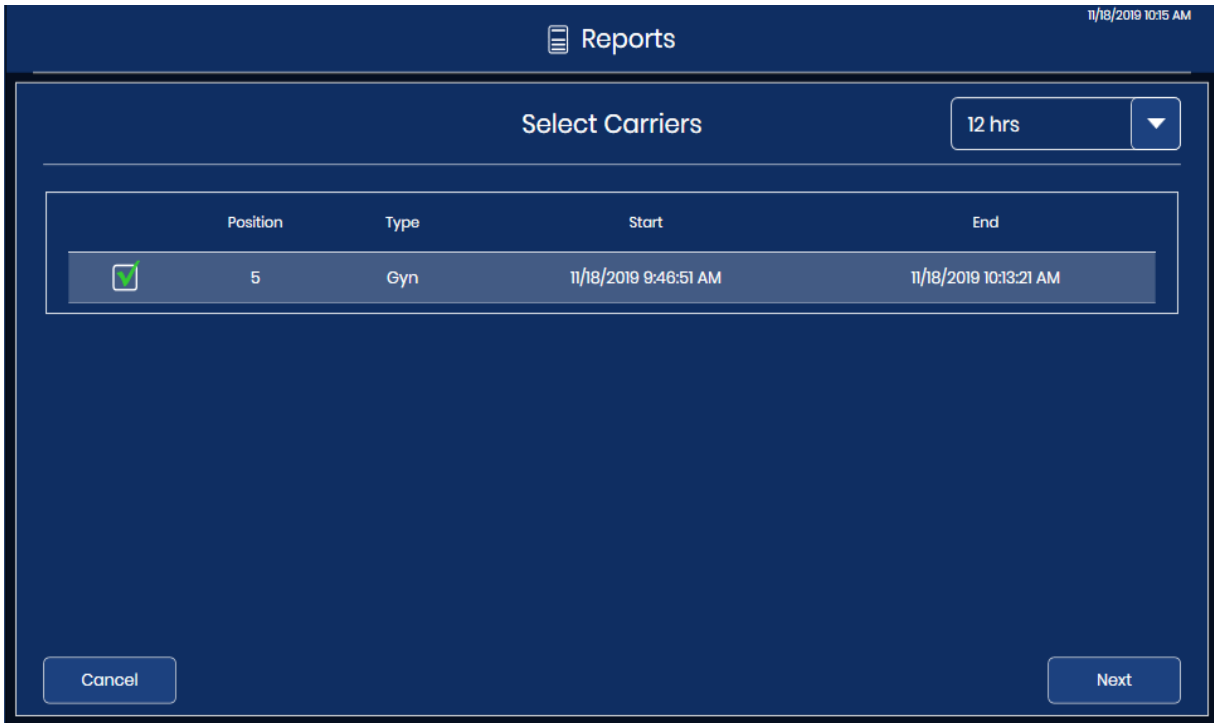 11/18/2019 10:15 AM
Reports
Select Carriers
12 hrs
Position Type Start End
5 Gyn 11/18/2019 9:46:51 AM 11/18/2019 10:13:21 AM
Cancel Next